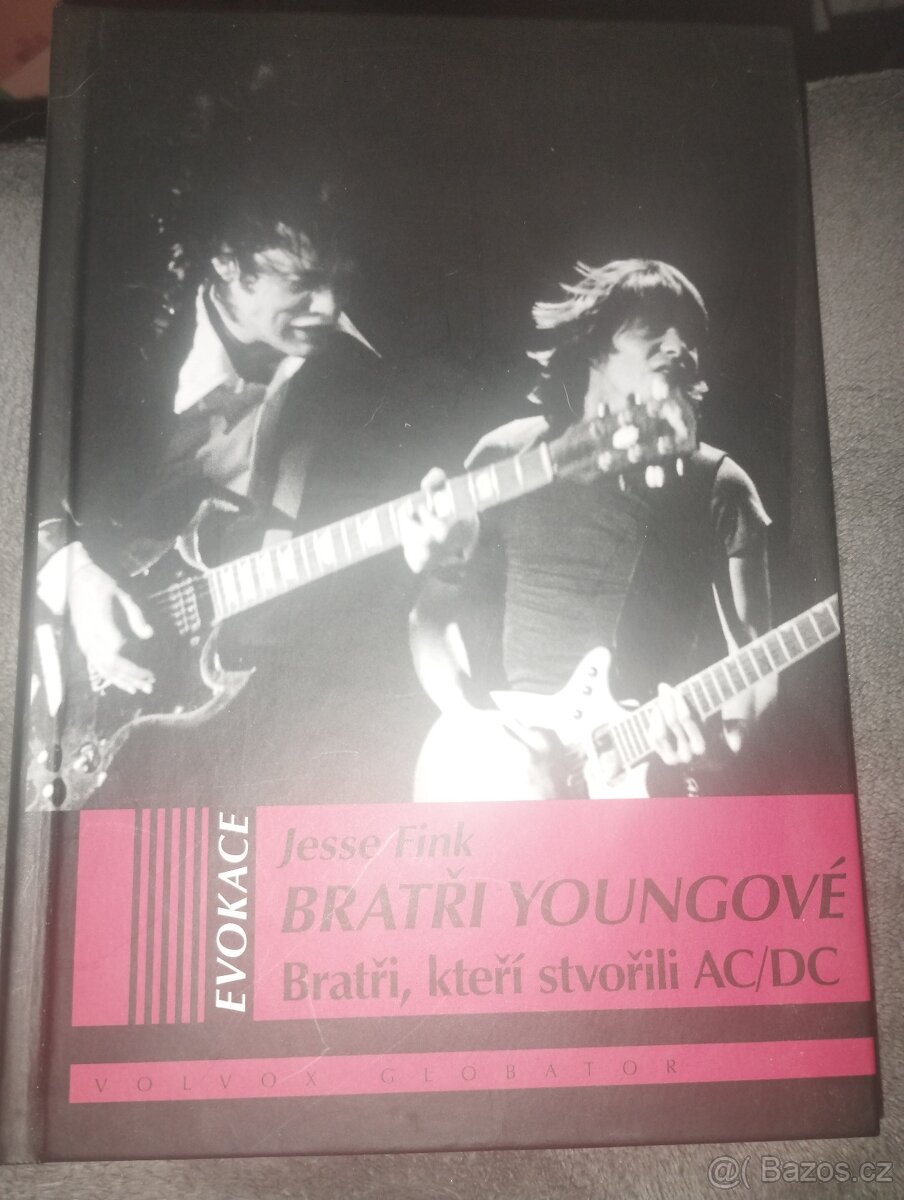 EVOKACE
Jesse Fink
BRATŘI YOUNGOVÉ
Bratři, kteří stvořili AC/DC
VOLVOX GLOBATOR
@( Bazos.cz